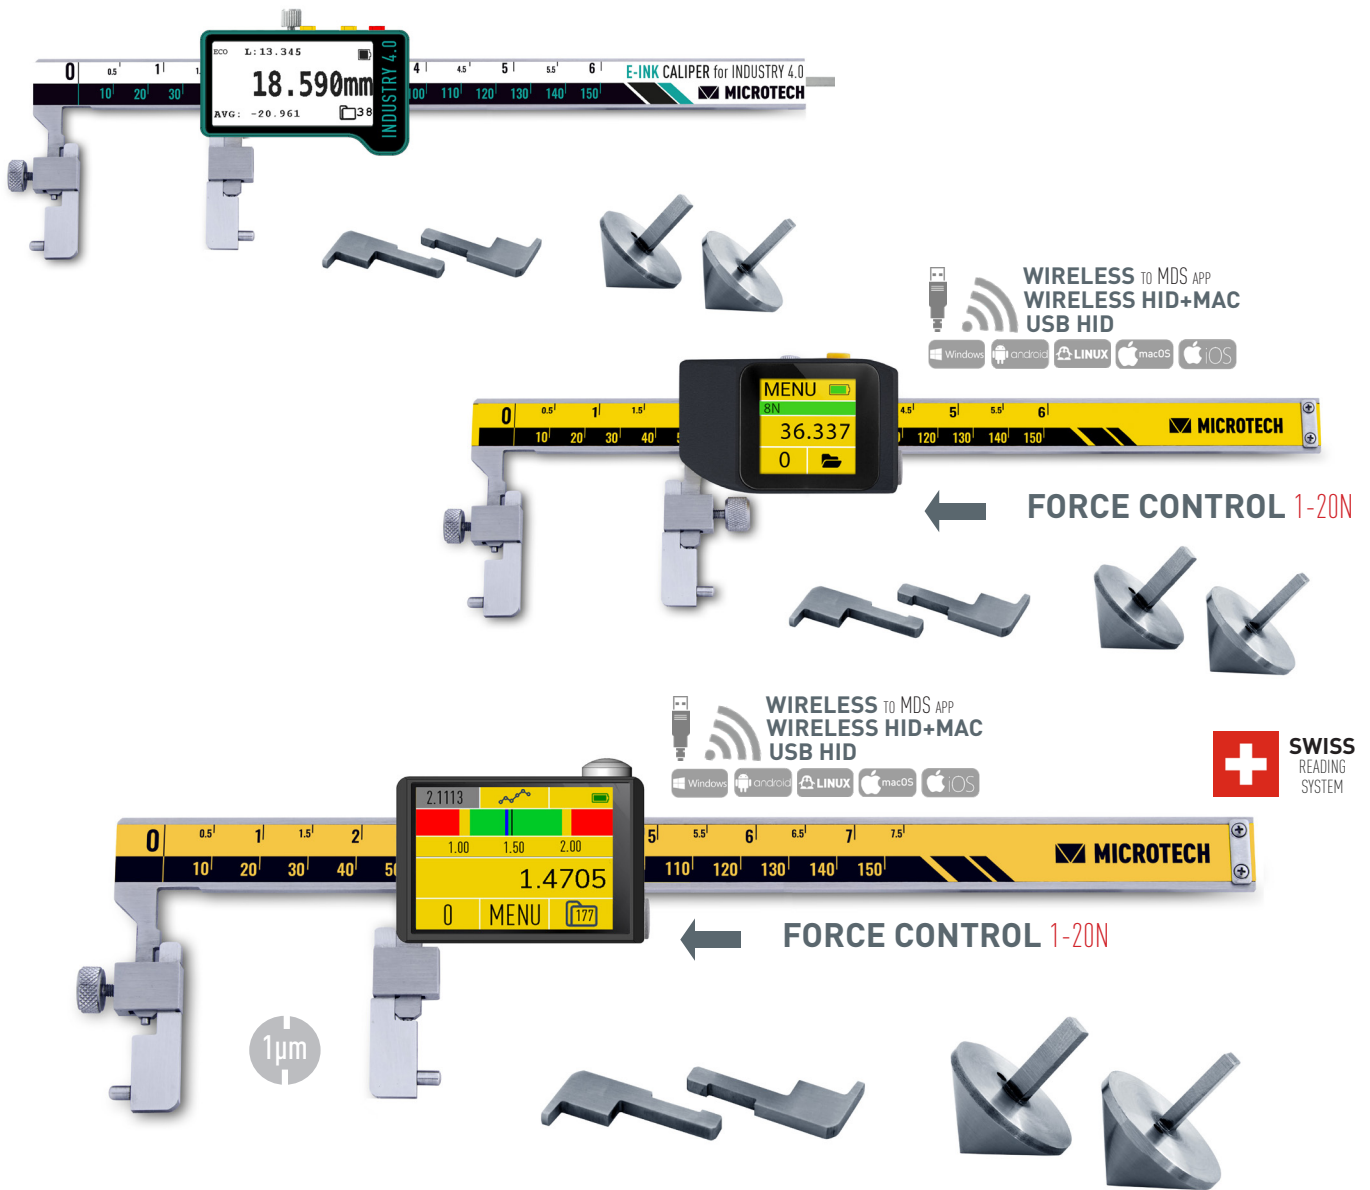 ECO L:13.345
18.590mm
AVG: -20.961 38
INDUSTRY 4.0
0 0.5 1 1. 4 4.5 5 5.5 6
10 20 30 100 110 120 130 140 150
E-INK CALIPER for INDUSTRY 4.0
MICROTECH
WIRELESS TO MDS APP
WIRELESS HID+MAC
USB HID
Windows android LINUX macOS iOS
MENU
8N
36.337
0
0 0.5 1 1.5 4.5 5 5.5 6
10 20 30 40 5 120 130 140 150
MICROTECH
FORCE CONTROL 1-20N
WIRELESS TO MDS APP
WIRELESS HID+MAC
USB HID
Windows android LINUX macOS iOS
SWISS
READING
SYSTEM
2.1113
1.00 1.50 2.00
1.4705
0 MENU 177
0 0.5 1 1.5 2 5 5.5 6 6.5 7 7.5
10 20 30 40 50 110 120 130 140 150
MICROTECH
FORCE CONTROL 1-20N
1µm